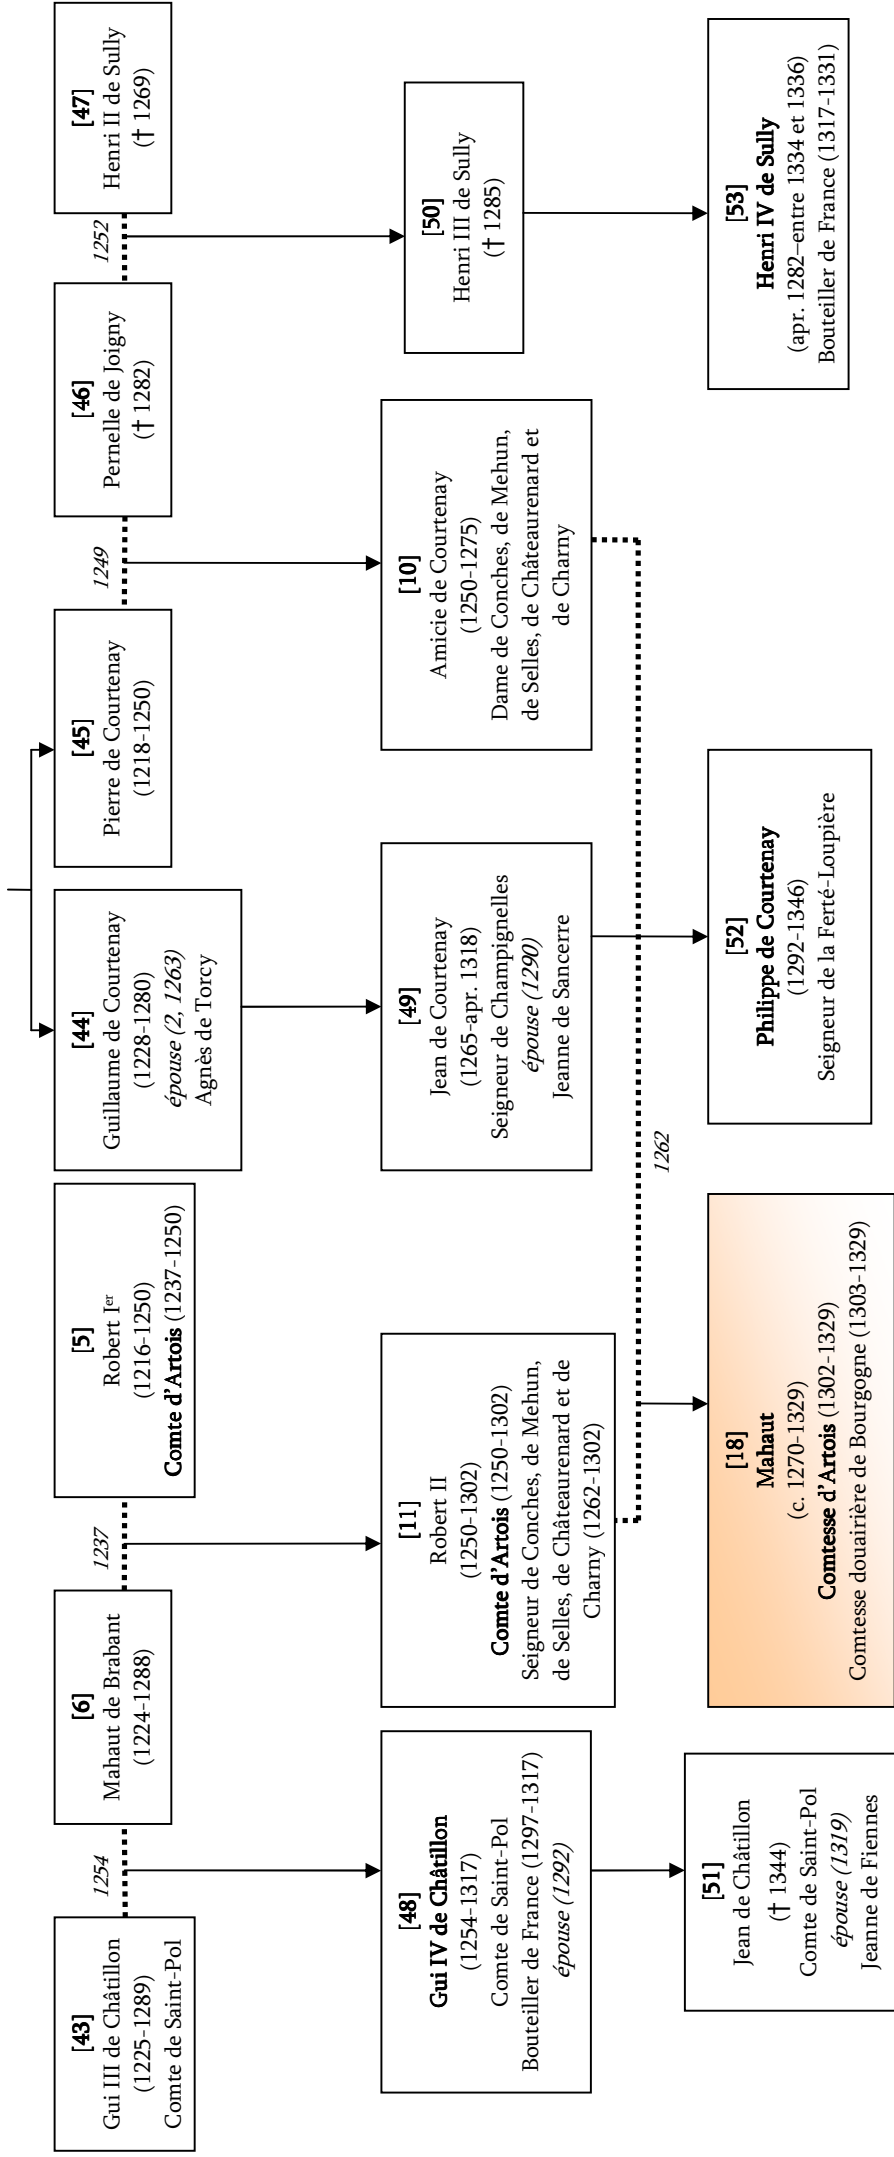 [43]
Gui III de Châtillon
(1225-1289)
Comte de Saint-Pol
1254
[6]
Mahaut de Brabant
(1224-1288)
1237
[5]
Robert Ier
(1216-1250)
Comte d'Artois (1237-1250)
[44]
Guillaume de Courtenay
(1228-1280)
épouse (2, 1263)
Agnès de Torcy
[45]
Pierre de Courtenay
(1218-1250)
1249
[46]
Pernelle de Joigny
(† 1282)
1252
[47]
Henri II de Sully
(† 1269)
[48]
Gui IV de Châtillon
(1254-1317)
Comte de Saint-Pol
Bouteiller de France (1297-1317)
épouse (1292)
[11]
Robert II
(1250-1302)
Comte d'Artois (1250-1302)
Seigneur de Conches, de Mehun,
de Selles, de Châteaurenard et de
Charny (1262-1302)
[49]
Jean de Courtenay
(1265-apr. 1318)
Seigneur de Champignelles
épouse (1290)
Jeanne de Sancerre
[10]
Amicie de Courtenay
(1250-1275)
Dame de Conches, de Mehun,
de Selles, de Châteaurenard et
de Charny
[50]
Henri III de Sully
(† 1285)
1262
[51]
Jean de Châtillon
(† 1344)
Comte de Saint-Pol
épouse (1319)
Jeanne de Fiennes
[18]
Mahaut
(c. 1270-1329)
Comtesse d'Artois (1302-1329)
Comtesse douairière de Bourgogne (1303-1329)
[52]
Philippe de Courtenay
(1292-1346)
Seigneur de la Ferté-Loupière
[53]
Henri IV de Sully
(apr. 1282–entre 1334 et 1336)
Bouteiller de France (1317-1331)